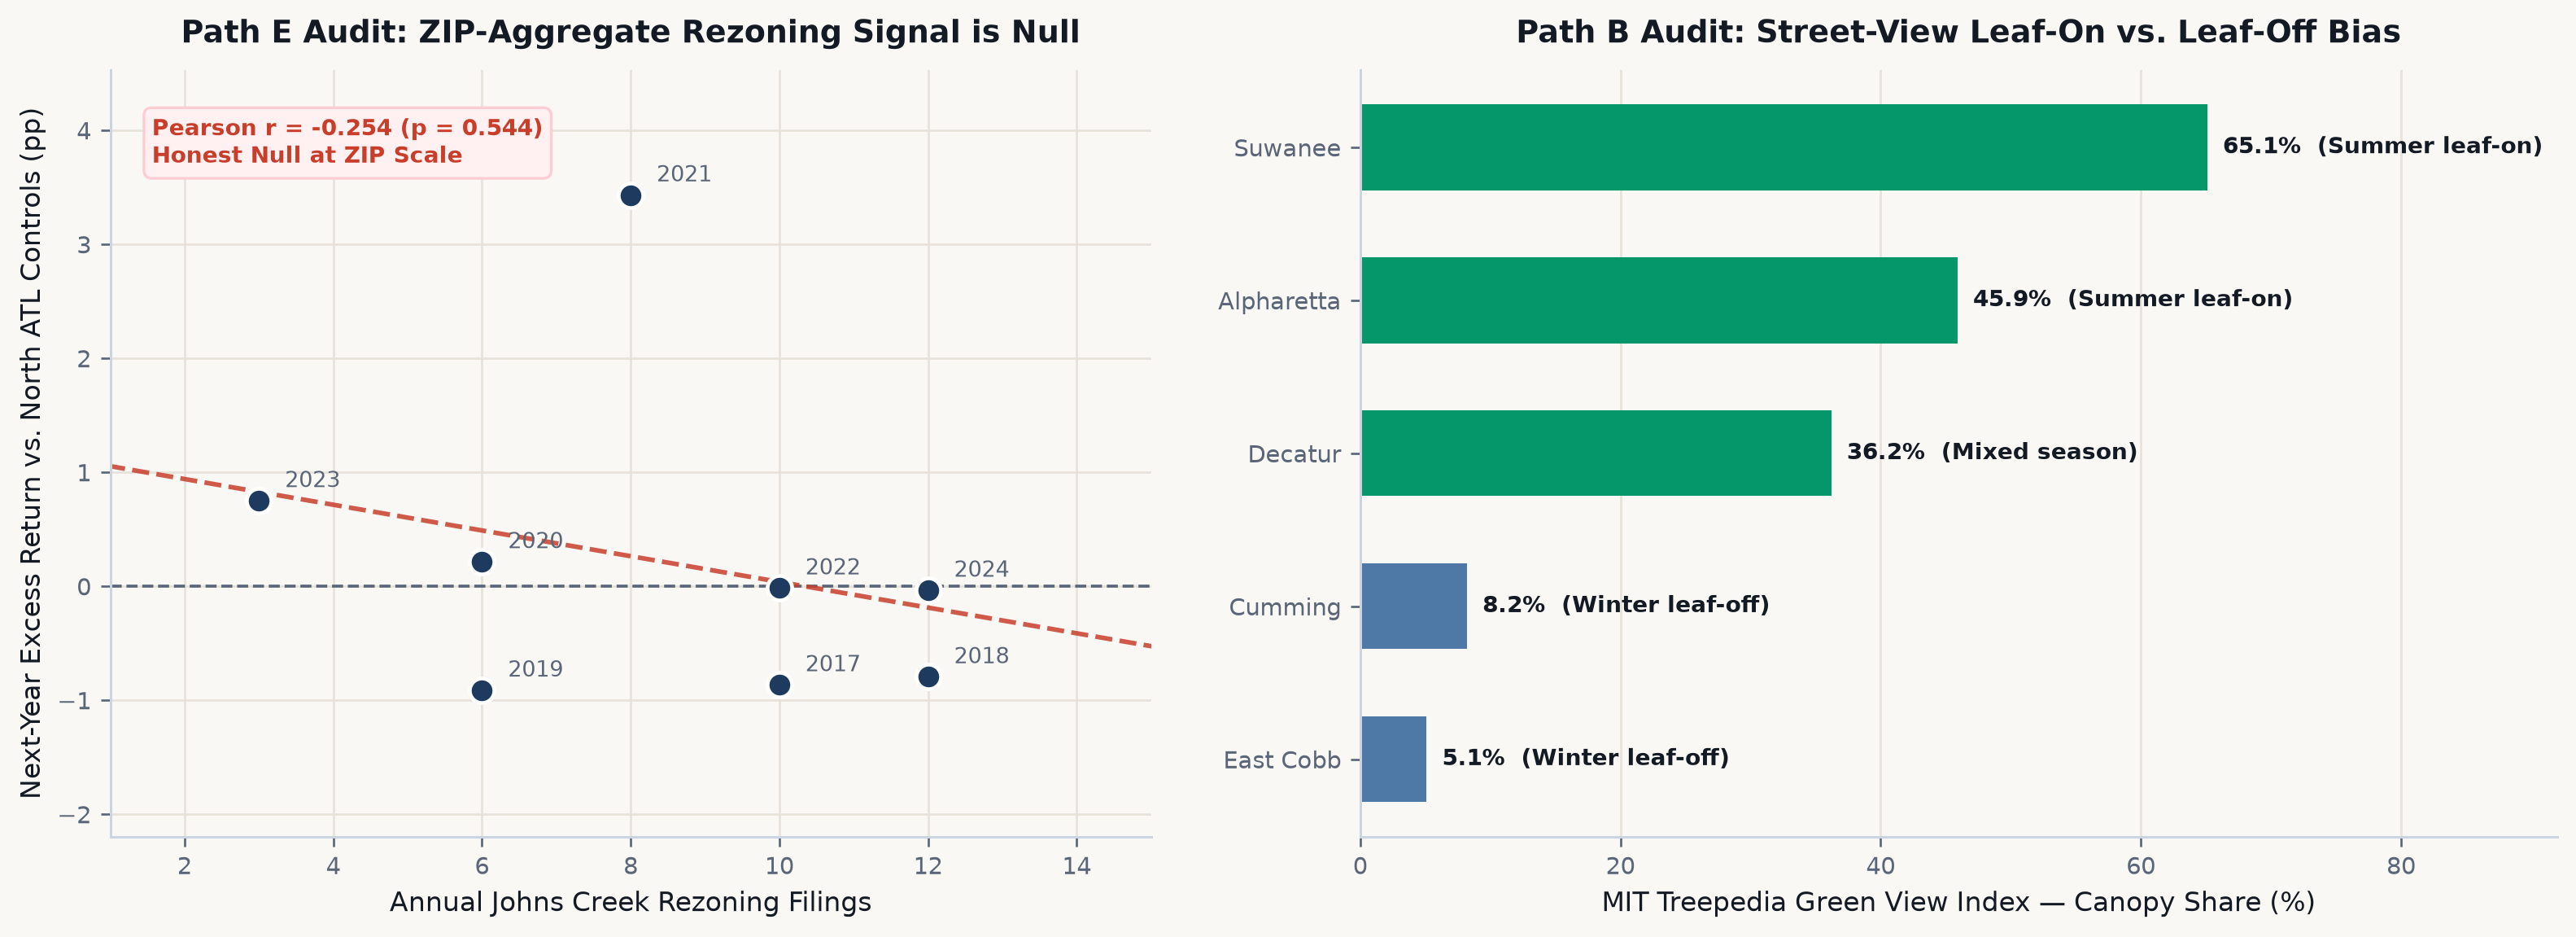 Path E Audit: ZIP-Aggregate Rezoning Signal is Null
Next-Year Excess Return vs. North ATL Controls (pp)
4
3
2
1
0
−1
−2
Pearson r = -0.254 (p = 0.544)
Honest Null at ZIP Scale
2021
2023
2020
2022
2024
2019
2017
2018
2
4
6
8
10
12
14
Annual Johns Creek Rezoning Filings
Path B Audit: Street-View Leaf-On vs. Leaf-Off Bias
Suwanee
65.1% (Summer leaf-on)
Alpharetta
45.9% (Summer leaf-on)
Decatur
36.2% (Mixed season)
Cumming
8.2% (Winter leaf-off)
East Cobb
5.1% (Winter leaf-off)
0
20
40
60
80
MIT Treepedia Green View Index — Canopy Share (%)